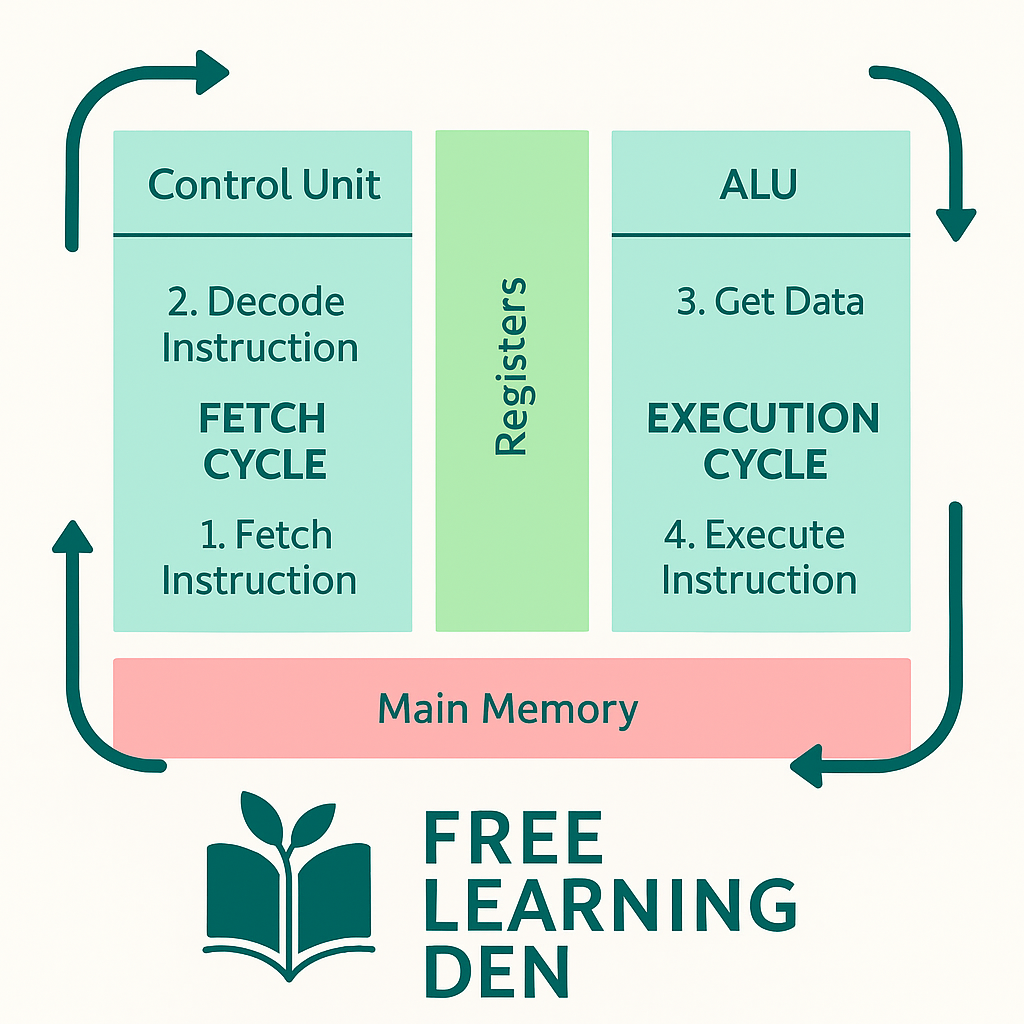 Control Unit
2. Decode
Instruction
FETCH
CYCLE
1. Fetch
Instruction
Registers
ALU
3. Get Data
EXECUTION
CYCLE
4. Execute
Instruction
Main Memory
FREE
LEARNING
DEN